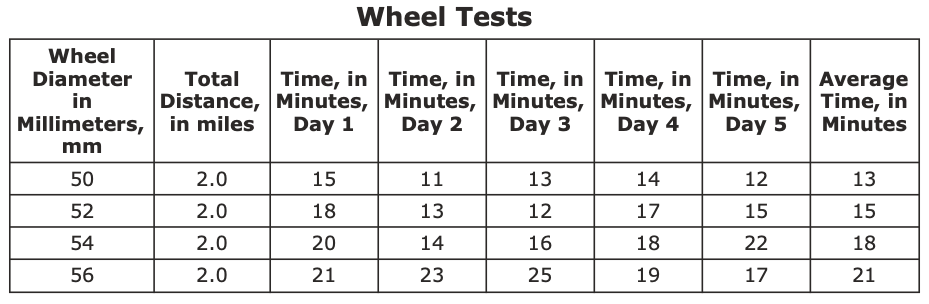 Wheel Tests
Wheel Diameter in Millimeters, mm | Total Distance, in miles | Time, in Minutes, Day 1 | Time, in Minutes, Day 2 | Time, in Minutes, Day 3 | Time, in Minutes, Day 4 | Time, in Minutes, Day 5 | Average Time, in Minutes
50 2.0 15 11 13 14 12 13
52 2.0 18 13 12 17 15 15
54 2.0 20 14 16 18 22 18
56 2.0 21 23 25 19 17 21